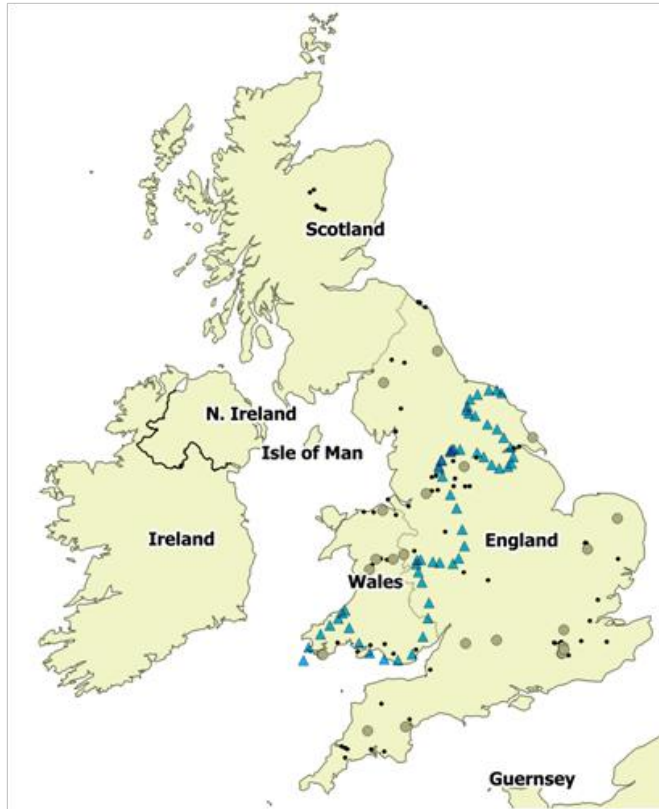 Scotland
N. Ireland
Isle of Man
Ireland
England
Wales
Guernsey